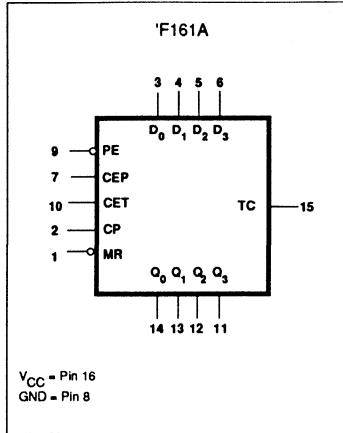 'F161A
3 4 5 6
D0 D1 D2 D3
9 PE
7 CEP
10 CET
TC 15
2 CP
1 MR
Q0 Q1 Q2 Q3
14 13 12 11
VCC = Pin 16
GND = Pin 8